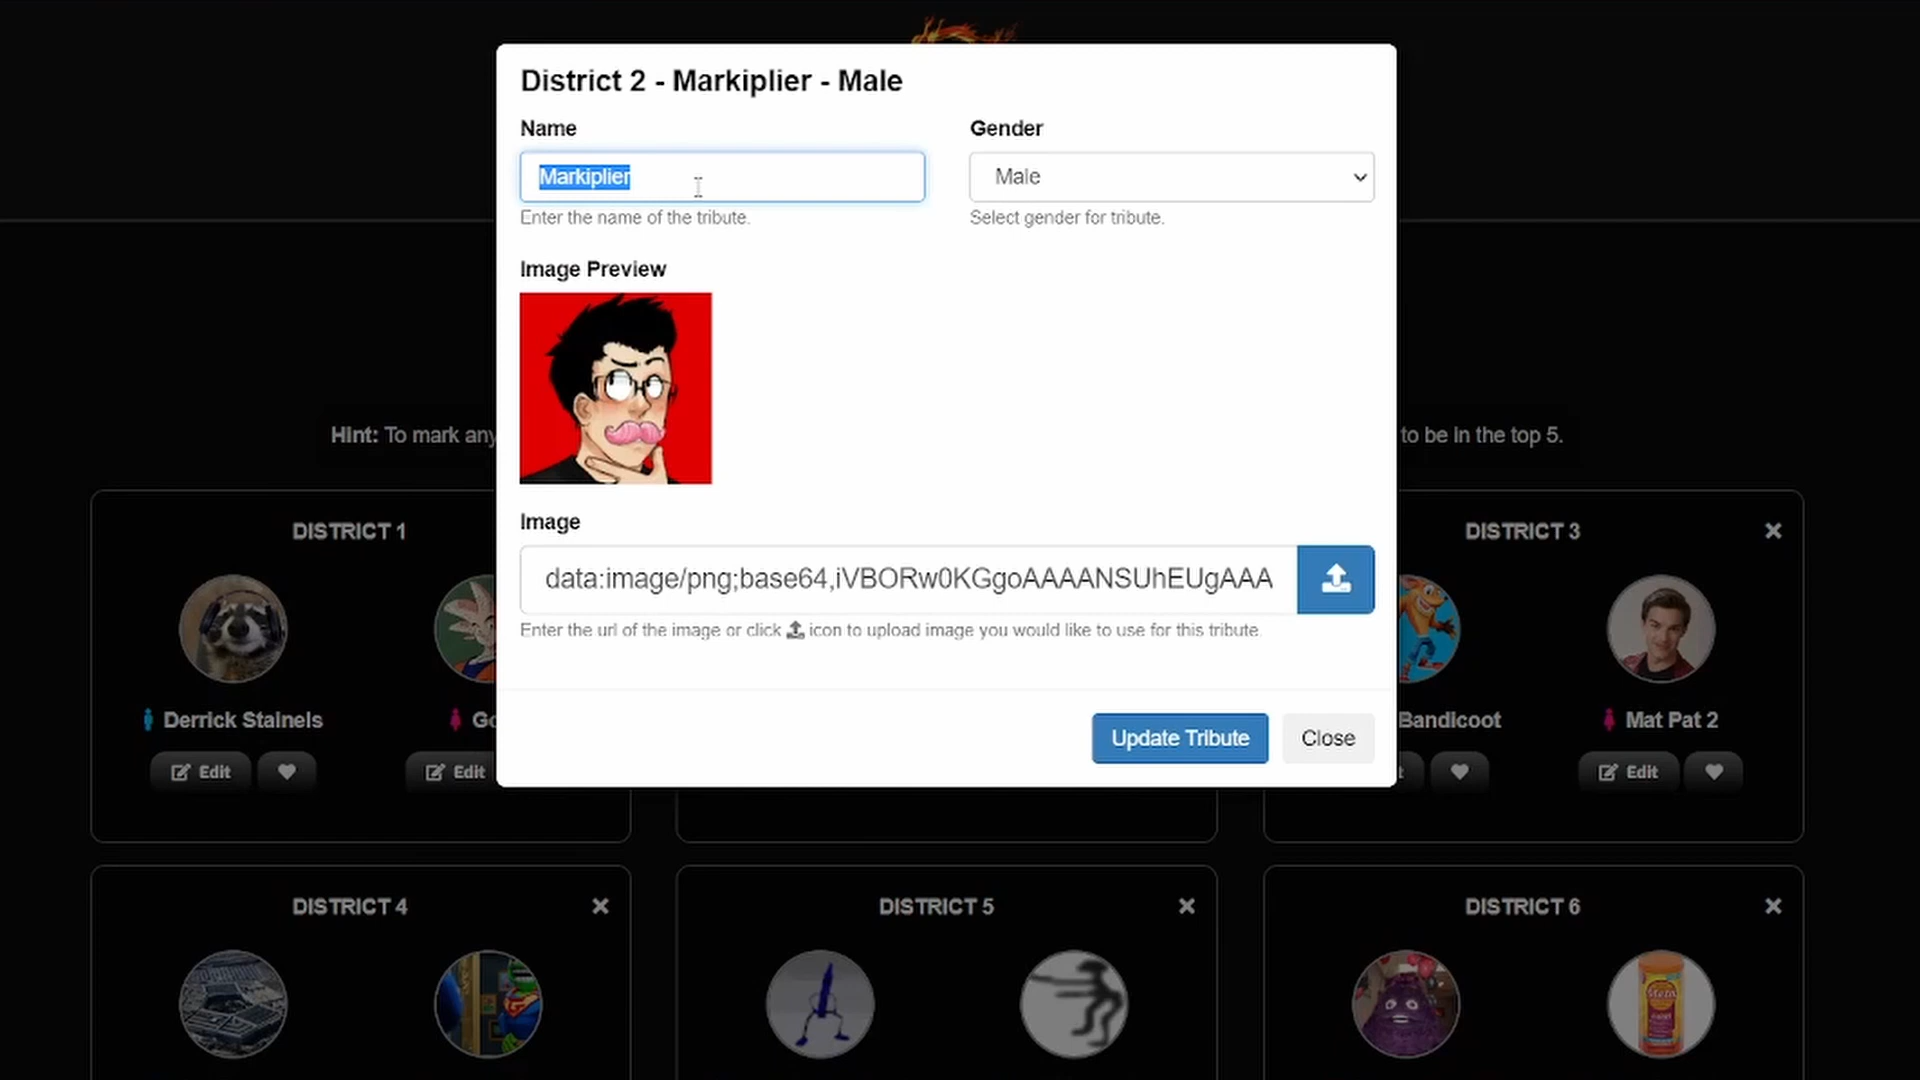 District 2 - Markiplier - Male
Name
Gender
Markiplier
Male
Enter the name of the tribute.
Select gender for tribute.
Image Preview
Hint: To mark any
to be in the top 5.
Image
data:image/png;base64,iVBORw0KGgoAAAANSUhEUgAAA
Enter the url of the image or click icon to upload image you would like to use for this tribute.
Update Tribute
Close
DISTRICT 1
Derrick Stainels
Go
Edit
Edit
DISTRICT 3
Bandicoot
Mat Pat 2
t
Edit
DISTRICT 4
DISTRICT 5
DISTRICT 6